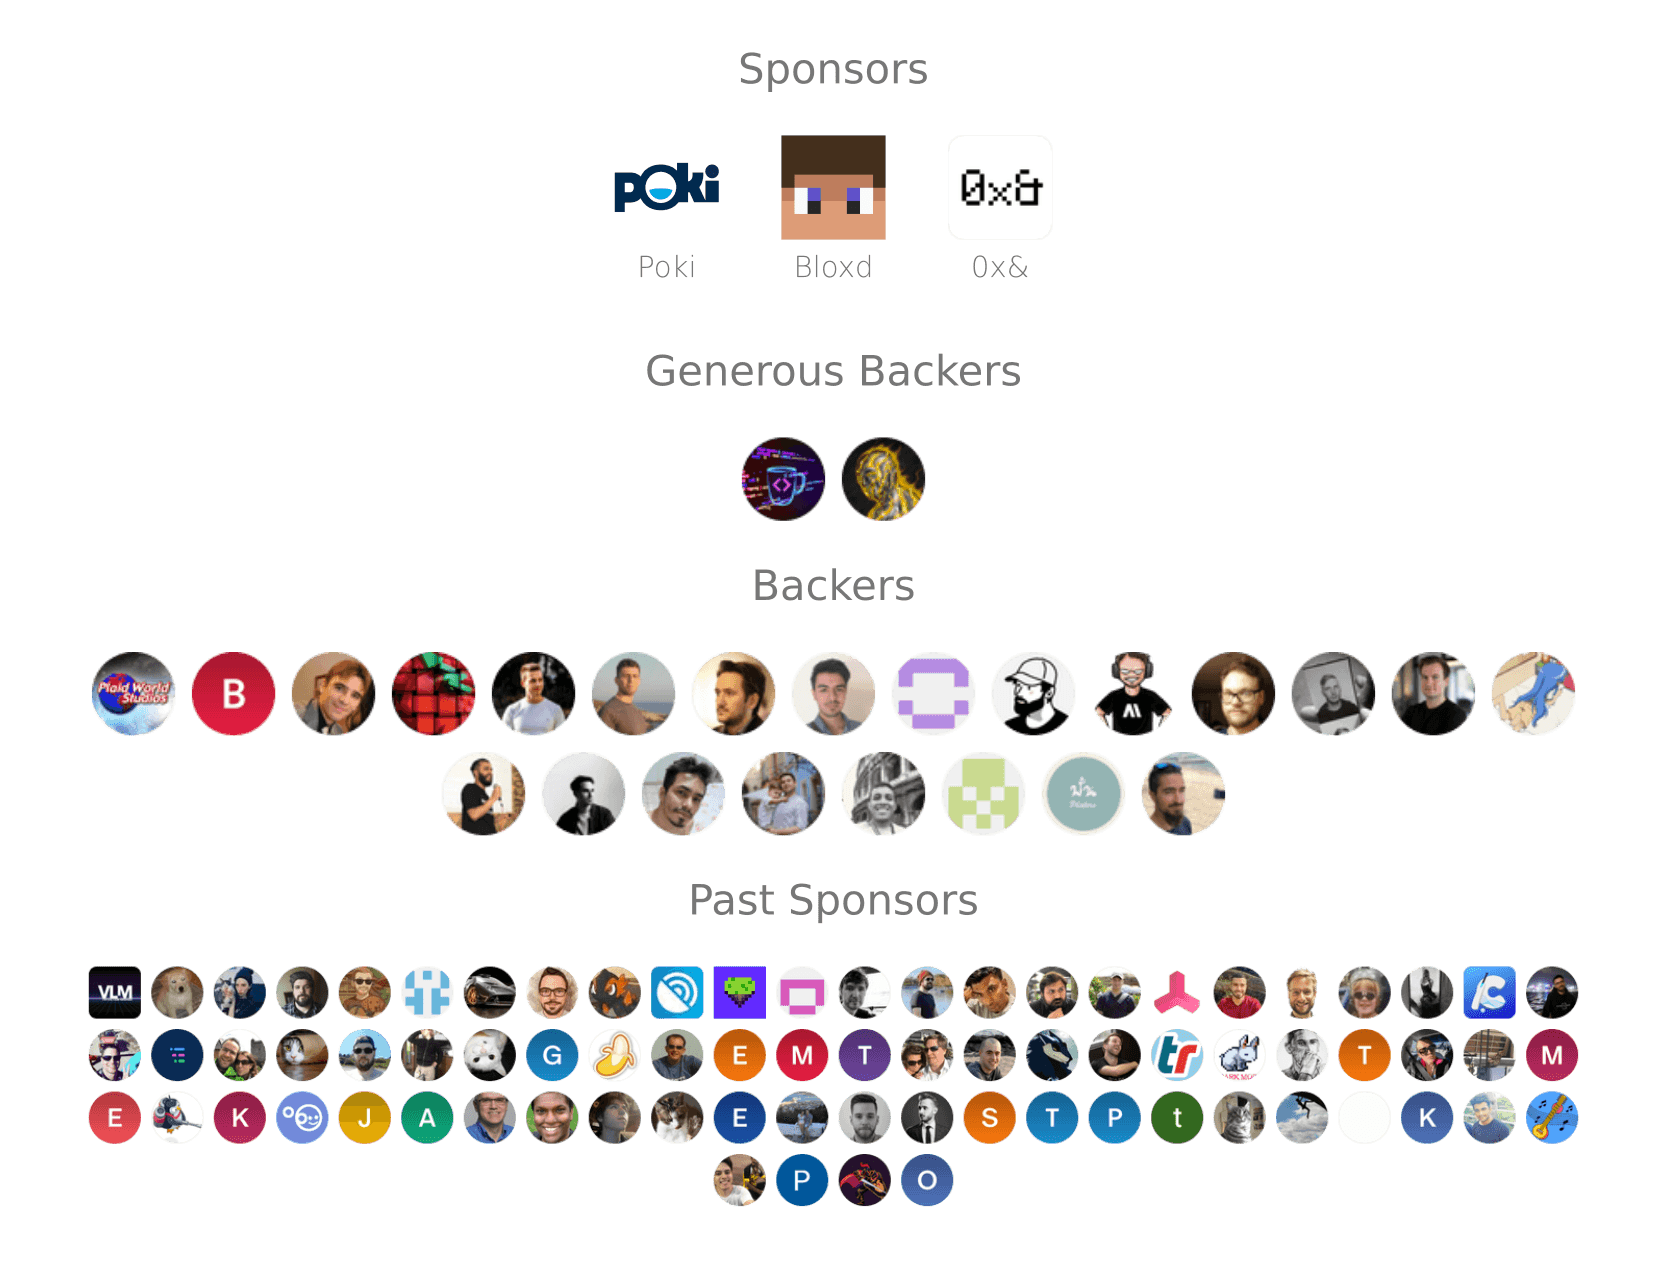 Sponsors
poki
0x&
Poki
Bloxd
0x&
Generous Backers
<>
Backers
Plaid World
Studios
B
Past Sponsors
VLM
G
E
M
T
tr
T
M
E
K
J
A
E
S
T
P
t
K
P
O